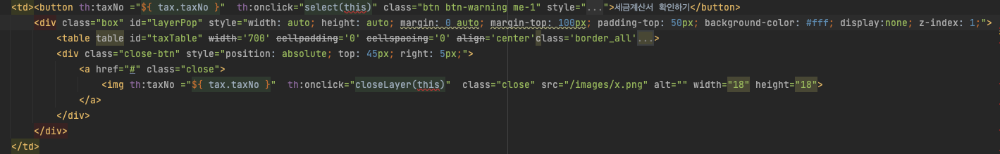 <td><button th:taxNo ="${ tax.taxNo }"  th:onclick="select(this)" class="btn btn-warning me-1" style="...">세금계산서 확인하기</button>
<div class="box" id="layerPop" style="width: auto; height: auto; margin: 0 auto; margin-top: 100px; padding-top: 50px; background-color: #fff; display:none; z-index: 1;">
<table table id="taxTable" width='700' cellpadding='0' cellspacing='0' align='center'class='border_all'...>
<div class="close-btn" style="position: absolute; top: 45px; right: 5px;">
<a href="#" class="close">
<img th:taxNo ="${ tax.taxNo }"  th:onclick="closeLayer(this)"  class="close" src="/images/x.png" alt="" width="18" height="18">
</a>
</div>
</div>
</td>